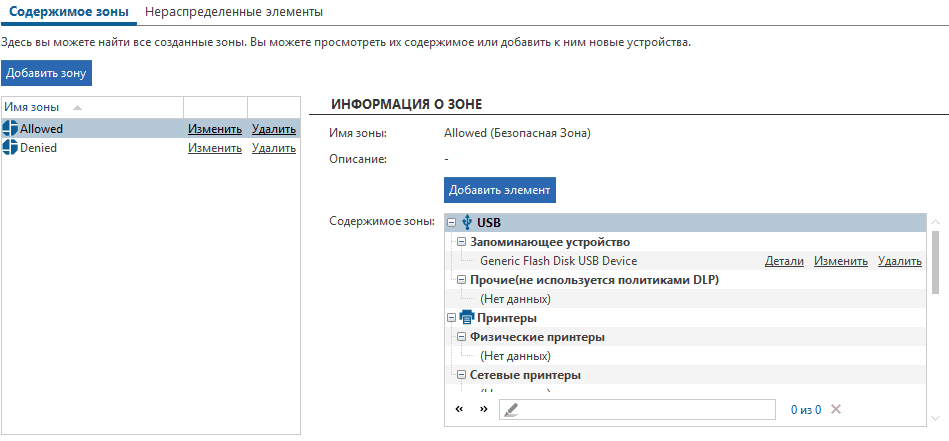 Содержимое зоны Нераспределенные элементы
Здесь вы можете найти все созданные зоны. Вы можете просмотреть их содержимое или добавить к ним новые устройства.
Добавить зону
Имя зоны
Allowed Изменить Удалить
Denied Изменить Удалить
ИНФОРМАЦИЯ О ЗОНЕ
Имя зоны: Allowed (Безопасная Зона)
Описание: -
Добавить элемент
Содержимое зоны:
USB
Запоминающее устройство
Generic Flash Disk USB Device Детали Изменить Удалить
Прочие(не используется политиками DLP)
(Нет данных)
Принтеры
Физические принтеры
(Нет данных)
Сетевые принтеры
« » 0 из 0